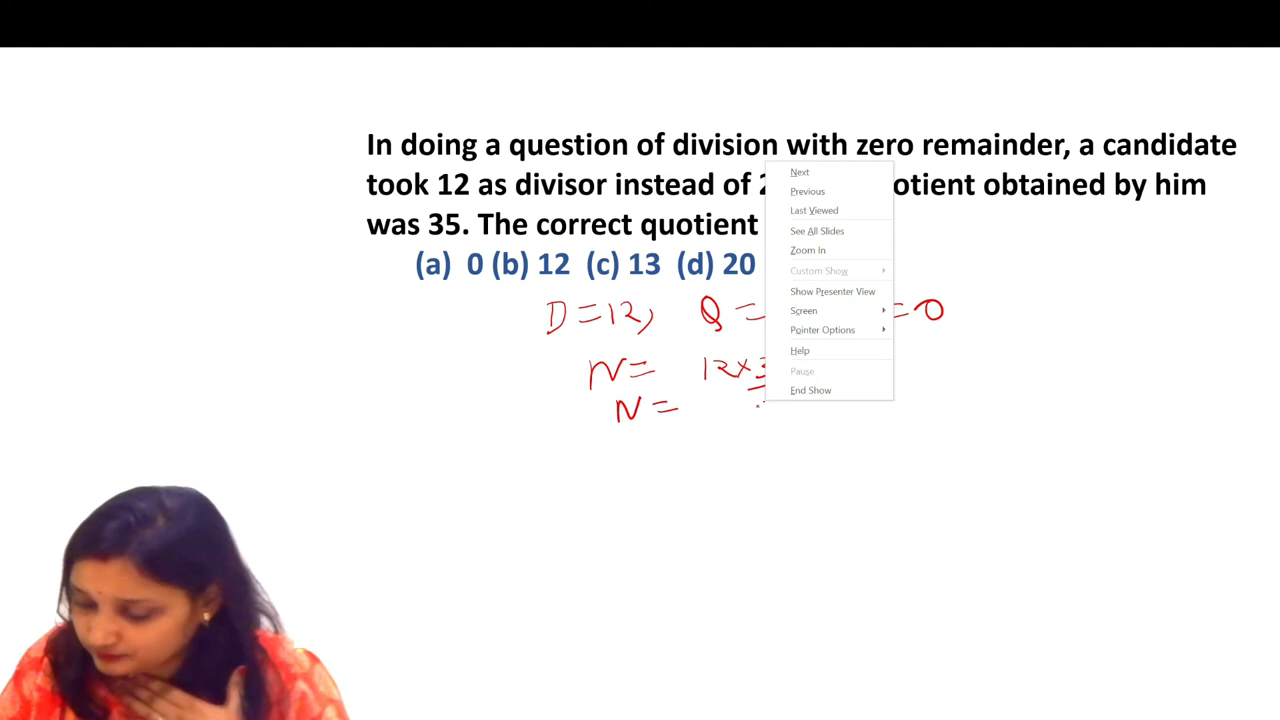 In doing a question of division with zero remainder, a candidate
took 12 as divisor instead of 2 otient obtained by him
was 35. The correct quotient
(a) 0 (b) 12 (c) 13 (d) 20
Next
Previous
Last Viewed
See All Slides
Zoom In
Custom Show
Show Presenter View
Screen
Pointer Options
Help
Pause
End Show
D = 12, Q = = 0
N = 12 × 3
N =